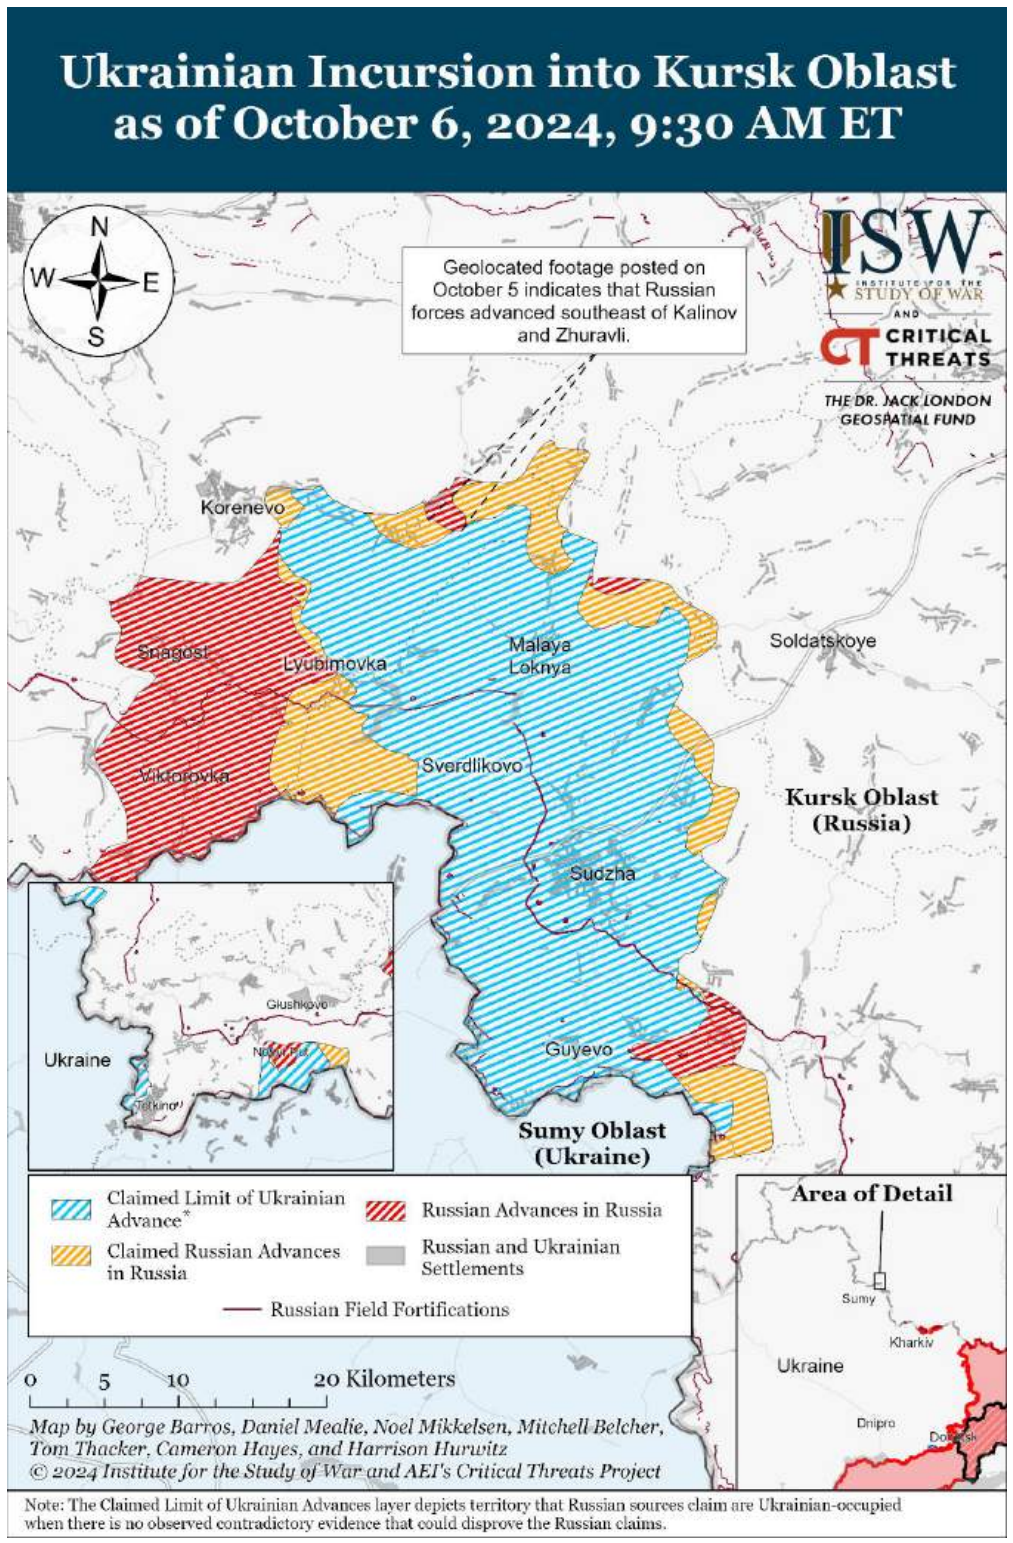 Ukrainian Incursion into Kursk Oblast
as of October 6, 2024, 9:30 AM ET
N
W
E
S
Geolocated footage posted on
October 5 indicates that Russian
forces advanced southeast of Kalinov
and Zhuravli.
ISW
INSTITUTE FOR THE
STUDY OF WAR
AND
CT CRITICAL
THREATS
THE DR. JACK LONDON
GEOSPATIAL FUND
Korenevo
Snagost
Lyubimovka
Malaya
Loknya
Soldatskoye
Viktorovka
Sverdlikovo
Kursk Oblast
(Russia)
Sudzha
Guyevo
Sumy Oblast
(Ukraine)
Glushkovo
Ukraine
Tetkino
Claimed Limit of Ukrainian
Advance*
Russian Advances in Russia
Claimed Russian Advances
in Russia
Russian and Ukrainian
Settlements
Russian Field Fortifications
0 5 10 20 Kilometers
Map by George Barros, Daniel Mealie, Noel Mikkelsen, Mitchell Belcher,
Tom Thacker, Cameron Hayes, and Harrison Hurwitz
© 2024 Institute for the Study of War and AEI's Critical Threats Project
Area of Detail
Sumy
Kharkiv
Ukraine
Dnipro
Note: The Claimed Limit of Ukrainian Advances layer depicts territory that Russian sources claim are Ukrainian-occupied
when there is no observed contradictory evidence that could disprove the Russian claims.